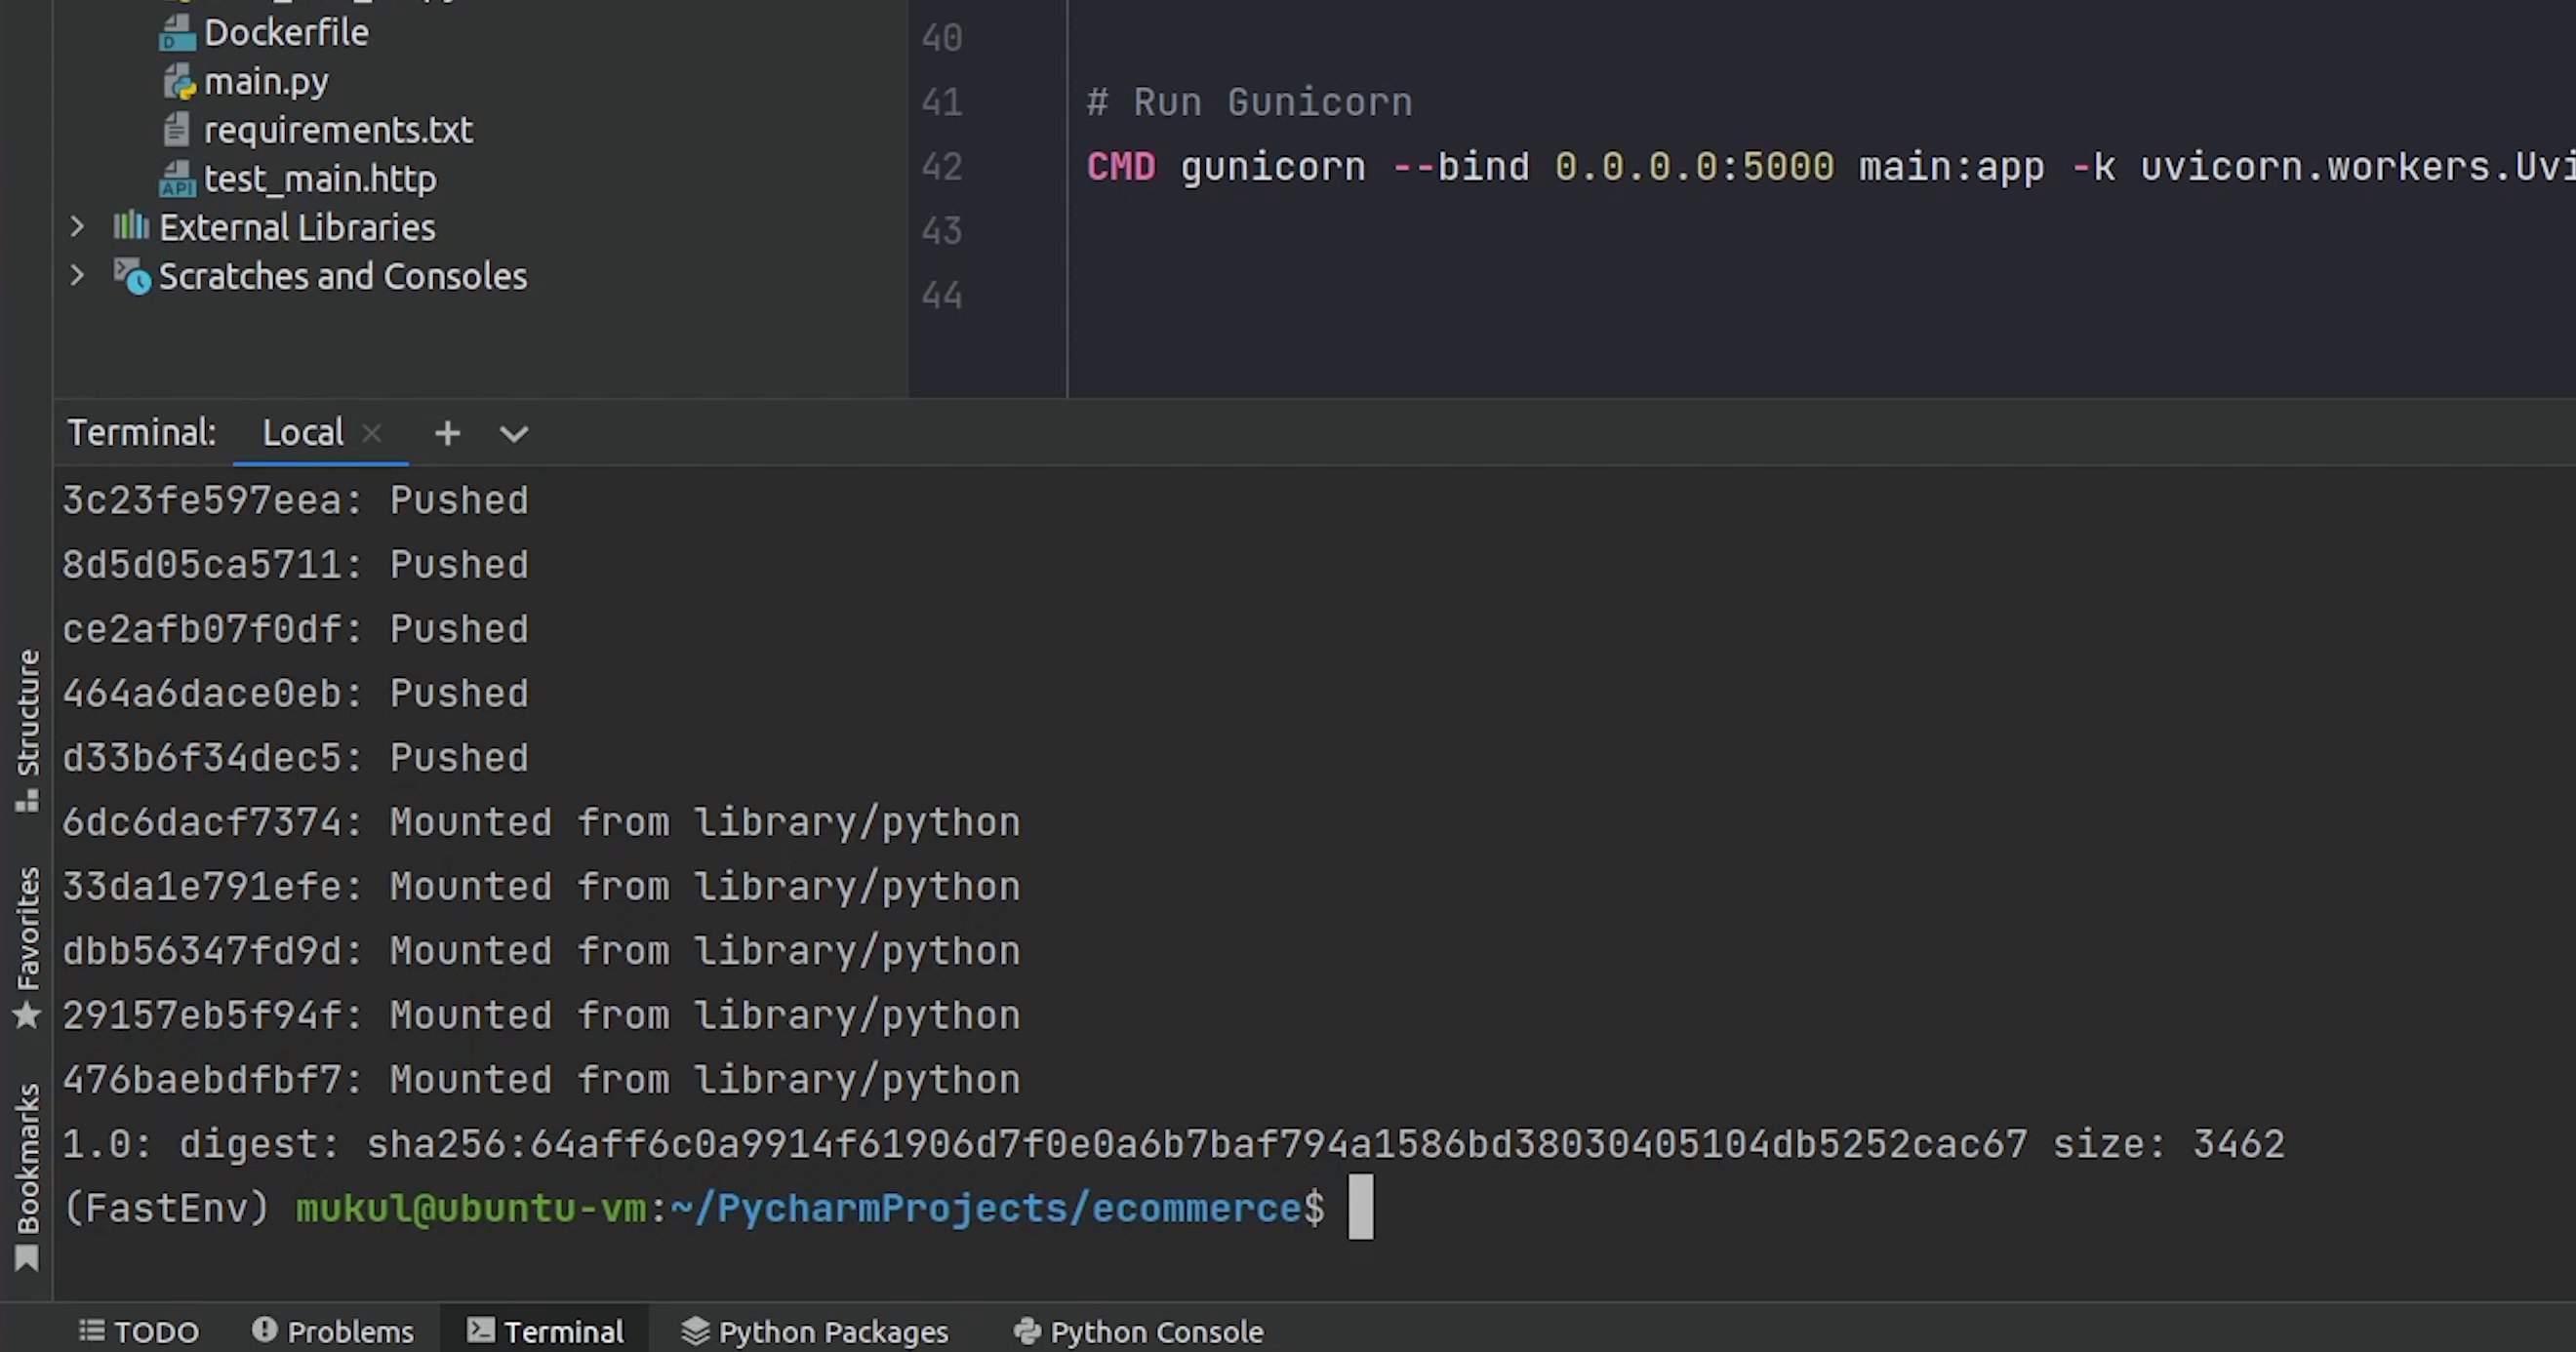 Dockerfile
main.py
requirements.txt
test_main.http
External Libraries
Scratches and Consoles
40
41 # Run Gunicorn
42 CMD gunicorn --bind 0.0.0.0:5000 main:app -k uvicorn.workers.Uvi
43
44
Terminal: Local × +
3c23fe597eea: Pushed
8d5d05ca5711: Pushed
ce2afb07f0df: Pushed
464a6dace0eb: Pushed
d33b6f34dec5: Pushed
6dc6dacf7374: Mounted from library/python
33da1e791efe: Mounted from library/python
dbb56347fd9d: Mounted from library/python
29157eb5f94f: Mounted from library/python
476baebdfbf7: Mounted from library/python
1.0: digest: sha256:64aff6c0a9914f61906d7f0e0a6b7baf794a1586bd38030405104db5252cac67 size: 3462
(FastEnv) mukul@ubuntu-vm:~/PycharmProjects/ecommerce$
Structure
Favorites
Bookmarks
TODO Problems Terminal Python Packages Python Console